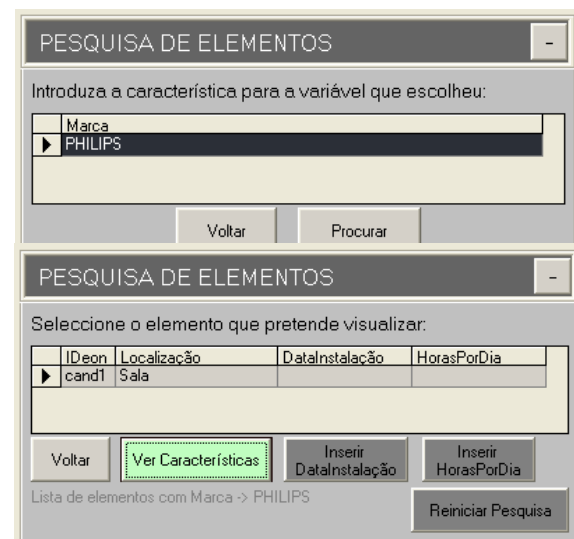 PESQUISA DE ELEMENTOS -
Introduza a característica para a variável que escolheu:
Marca
PHILIPS
Voltar Procurar
PESQUISA DE ELEMENTOS -
Seleccione o elemento que pretende visualizar:
IDeon Localização DataInstalação HorasPorDia
cand1 Sala
Voltar Ver Características Inserir DataInstalação Inserir HorasPorDia
Lista de elementos com Marca -> PHILIPS
Reiniciar Pesquisa